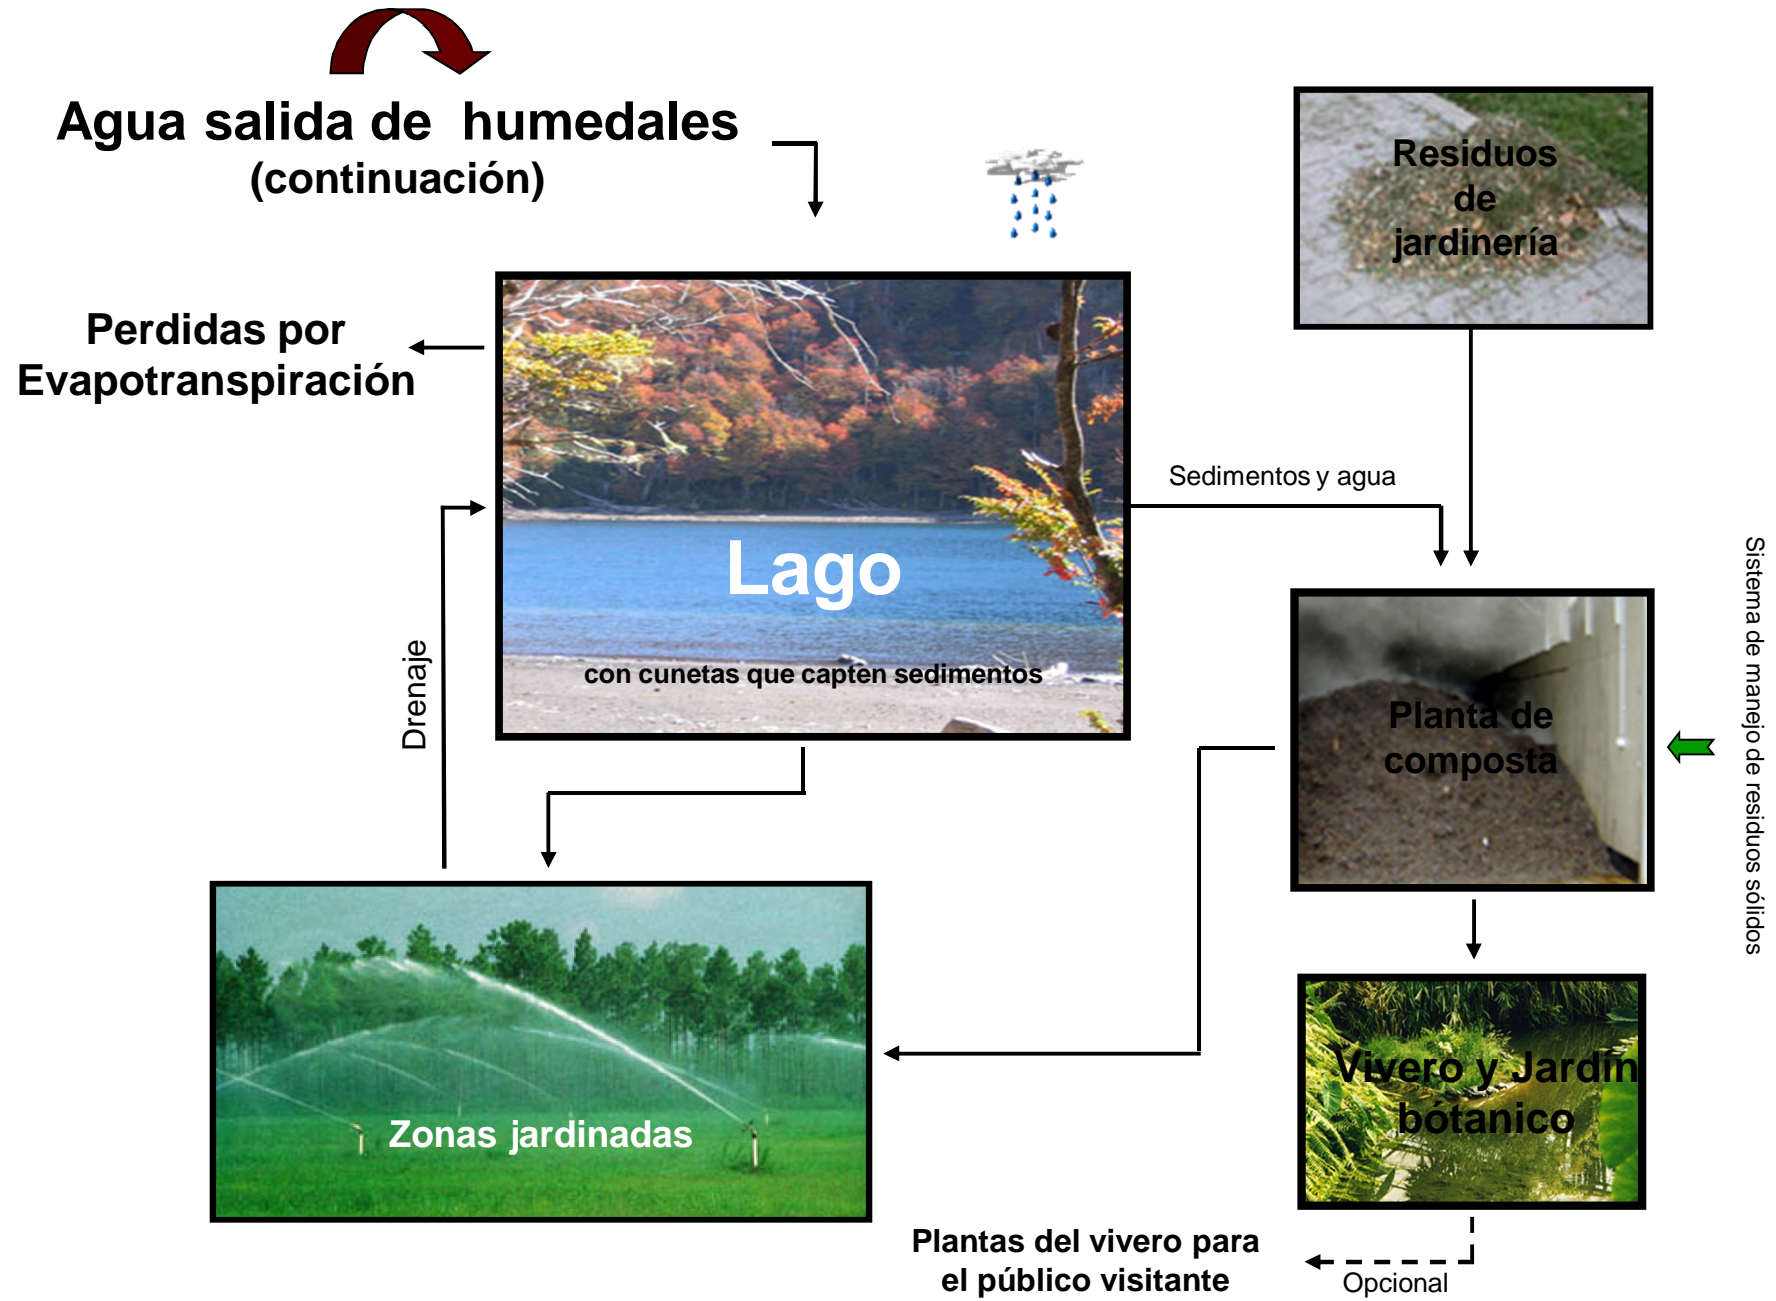 Agua salida de humedales
(continuación)
Residuos
de
jardinería
Perdidas por
Evapotranspiración
Sedimentos y agua
Lago
con cunetas que capten sedimentos
Drenaje
Sistema de manejo de residuos sólidos
Planta de
composta
Zonas jardinadas
Vivero y Jardín
bótanico
Plantas del vivero para
el público visitante
Opcional